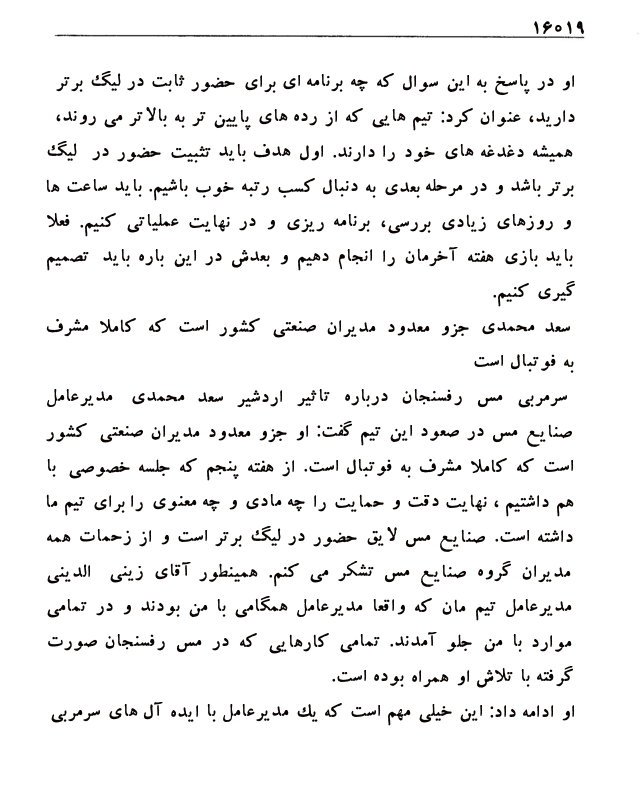 ۱۶۰۱۹
او در پاسخ به این سوال که چه برنامه ای برای حضور ثابت در لیگ برتر
دارید، عنوان کرد: تیم هایی که از رده های پایین تر به بالاتر می روند،
همیشه دغدغه های خود را دارند. اول هدف باید تثبیت حضور در لیگ
برتر باشد و در مرحله بعدی به دنبال کسب رتبه خوب باشیم. باید ساعت ها
و روزهای زیادی بررسی، برنامه ریزی و در نهایت عملیاتی کنیم. فعلا
باید بازی هفته آخرمان را انجام دهیم و بعدش در این باره باید تصمیم
گیری کنیم.
سعد محمدی جزو معدود مدیران صنعتی کشور است که کاملا مشرف
به فوتبال است
سرمربی مس رفسنجان درباره تاثیر اردشیر سعد محمدی مدیرعامل
صنایع مس در صعود این تیم گفت: او جزو معدود مدیران صنعتی کشور
است که کاملا مشرف به فوتبال است. از هفته پنجم که جلسه خصوصی با
هم داشتیم ، نهایت دقت و حمایت را چه مادی و چه معنوی را برای تیم ما
داشته است. صنایع مس لایق حضور در لیگ برتر است و از زحمات همه
مدیران گروه صنایع مس تشکر می کنم. همینطور آقای زینی الدینی
مدیرعامل تیم مان که واقعا مدیرعامل همگامی با من بودند و در تمامی
موارد با من جلو آمدند. تمامی کارهایی که در مس رفسنجان صورت
گرفته با تلاش او همراه بوده است.
او ادامه داد: این خیلی مهم است که یك مدیرعامل با ایده آل های سرمربی